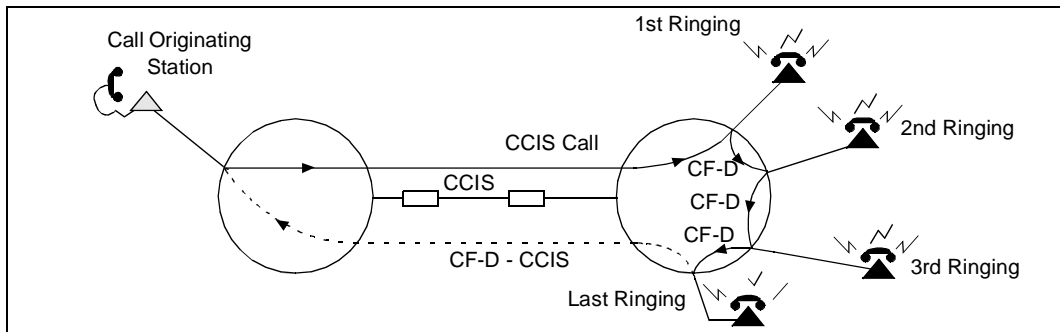 Call Originating
Station
1st Ringing
2nd Ringing
CCIS Call
CF-D
CCIS
CF-D
CF-D
CF-D - CCIS
3rd Ringing
Last Ringing